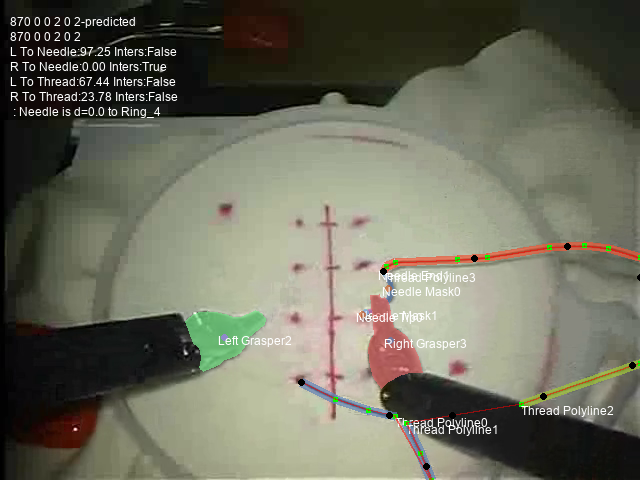 870 0 0 2 0 2-predicted
870 0 0 2 0 2
L To Needle:97.25 Inters:False
R To Needle:0.00 Inters:True
L To Thread:67.44 Inters:False
R To Thread:23.78 Inters:False
: Needle is d=0.0 to Ring_4
Needle End1
Thread Polyline3
Needle Mask0
Mask1
Needle Tip0
Left Grasper2
Right Grasper3
Thread Polyline2
Thread Polyline0
Thread Polyline1